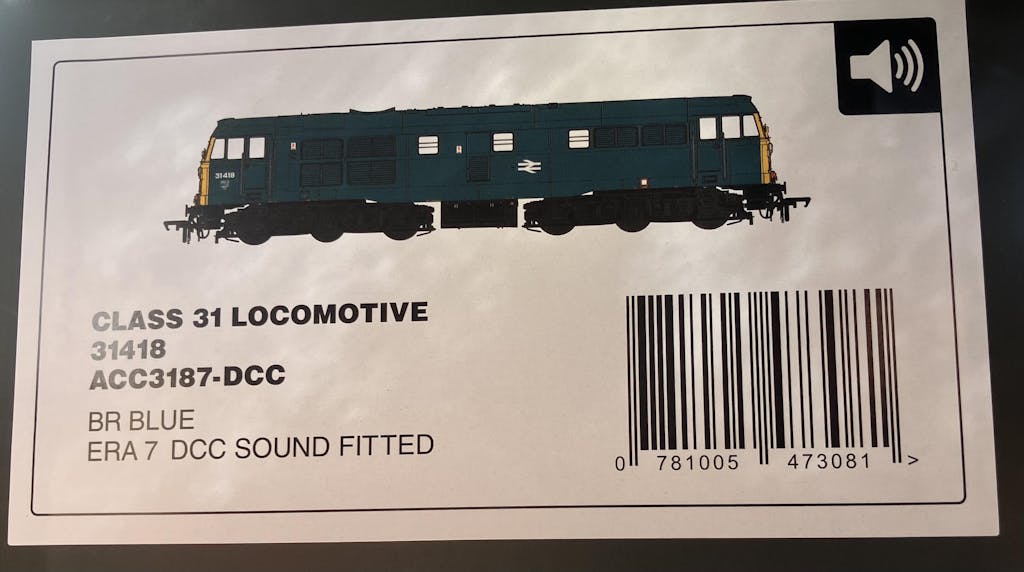 31418
CLASS 31 LOCOMOTIVE
31418
ACC3187-DCC
BR BLUE
ERA 7 DCC SOUND FITTED
0 781005 473081 >